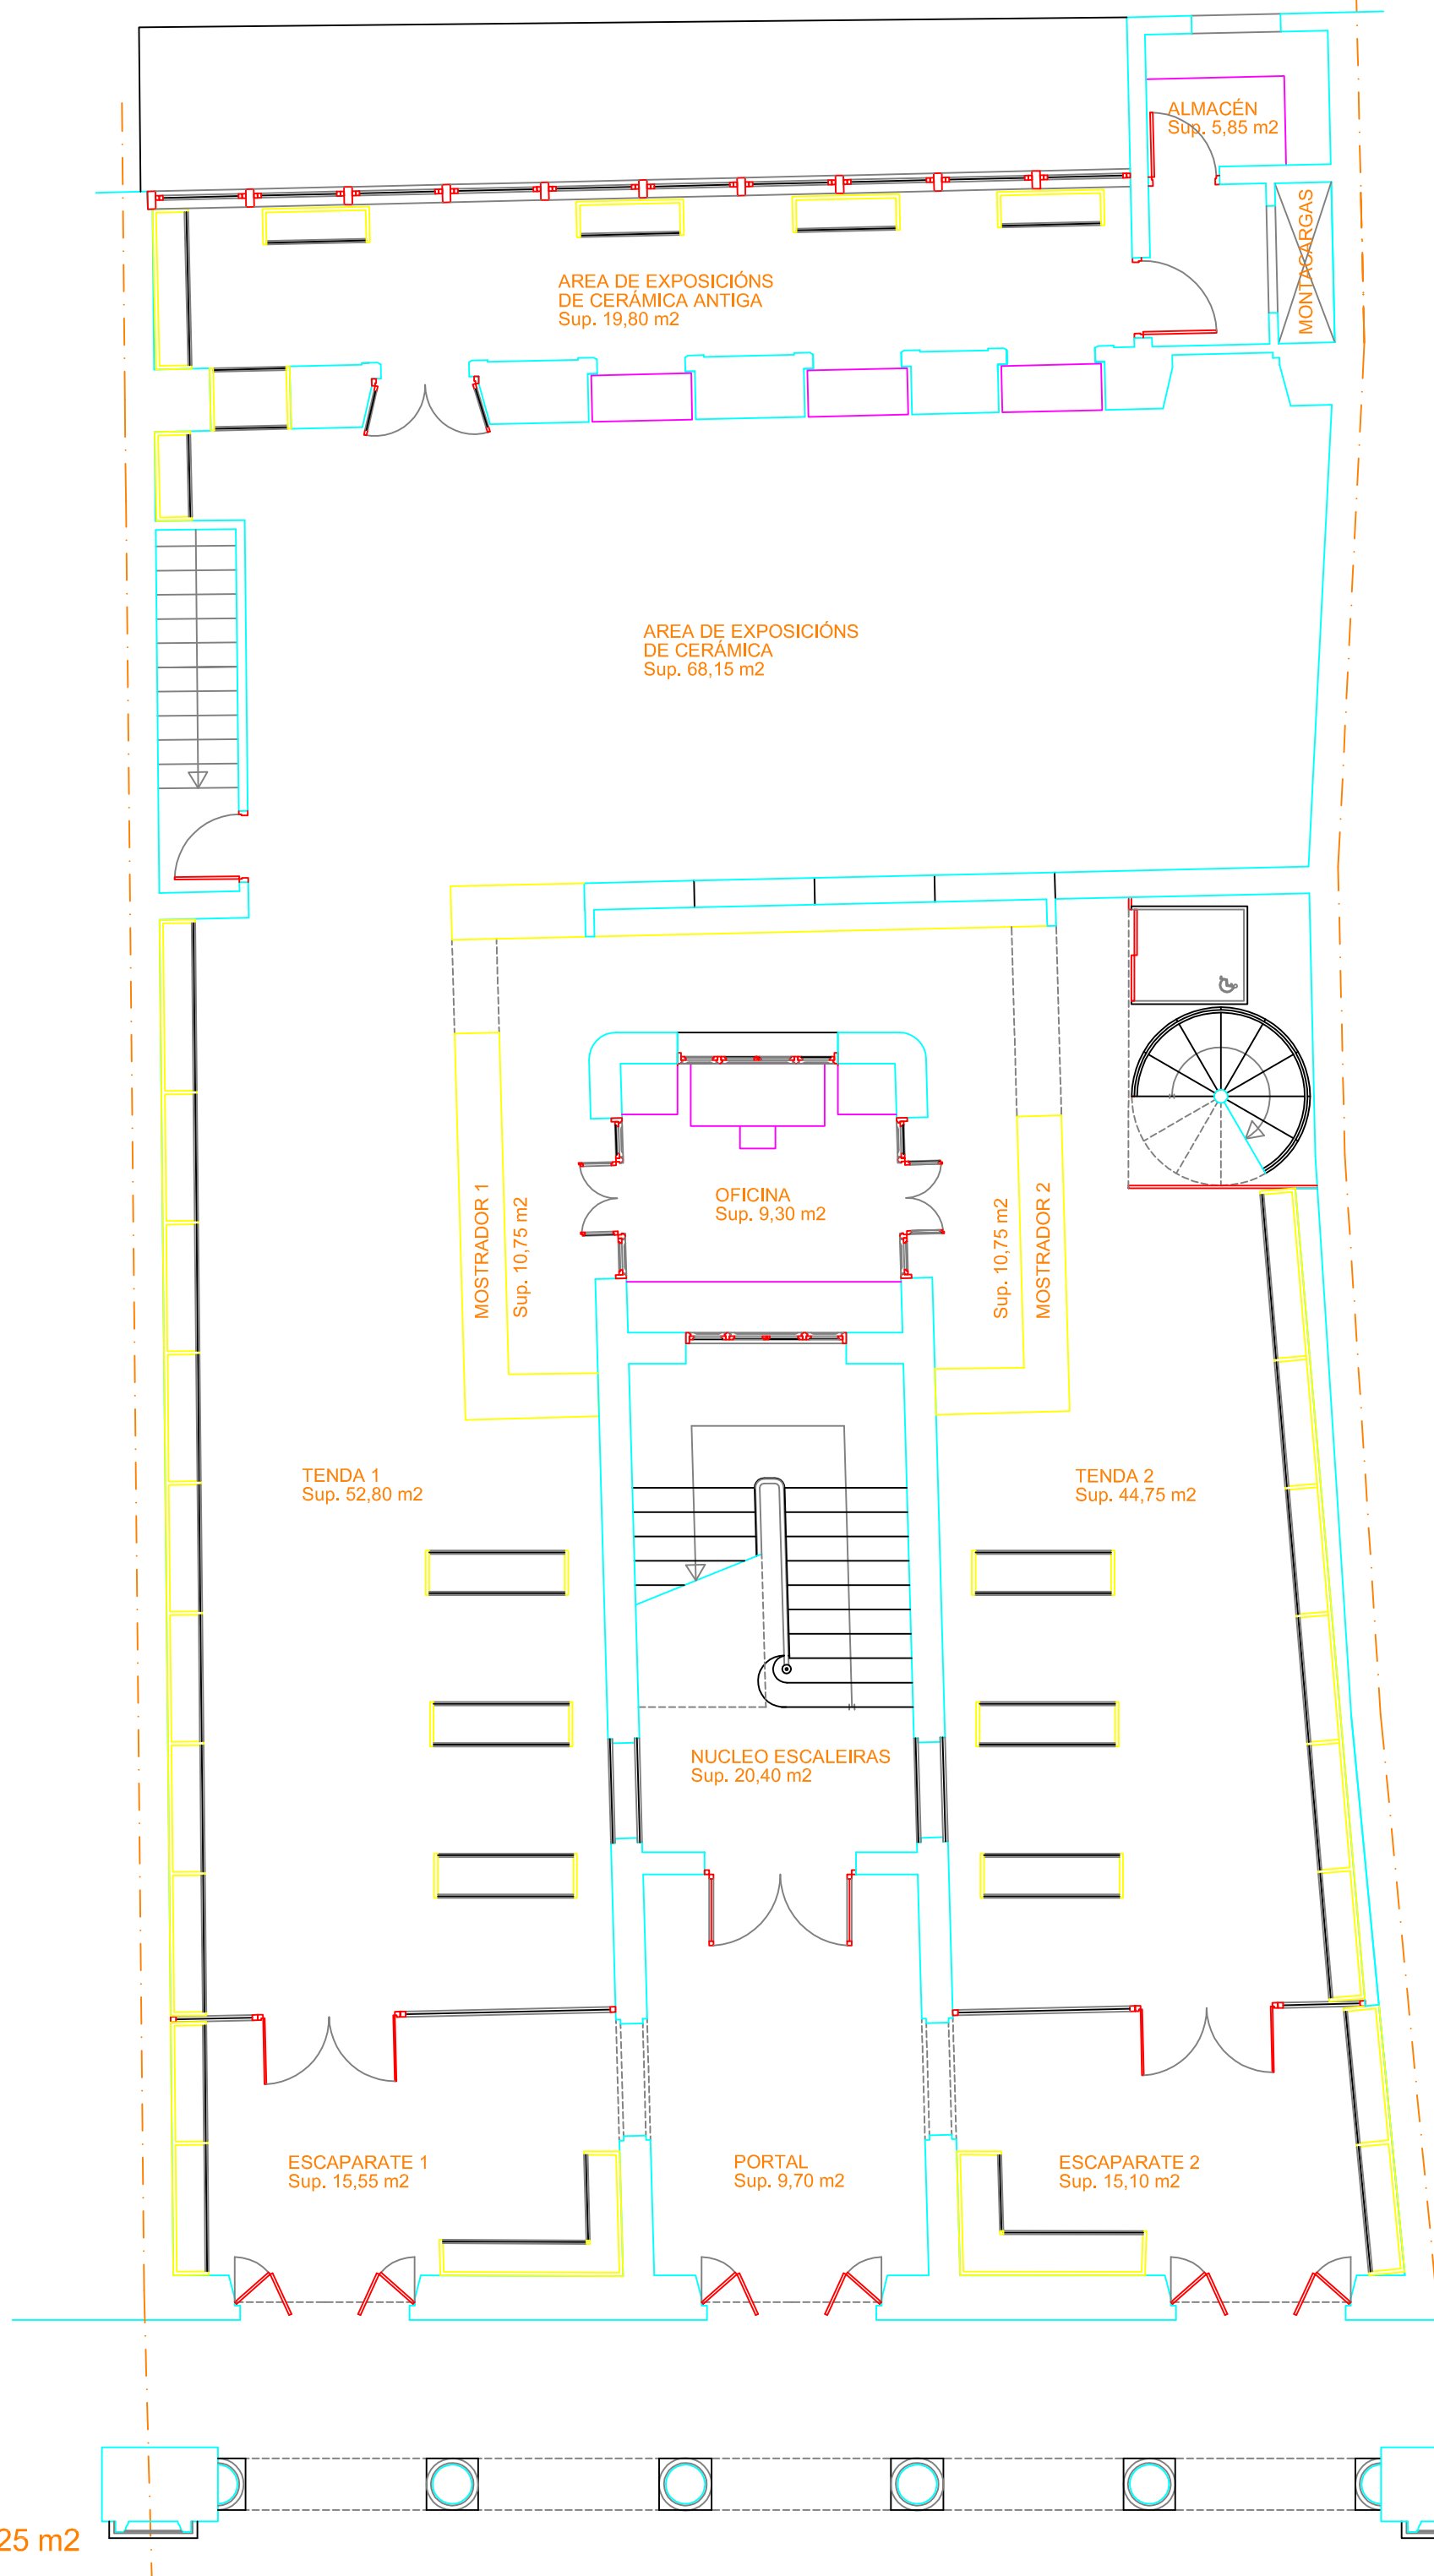 ALMACÉN
Sup. 5,85 m2
MONTACARGAS
AREA DE EXPOSICIÓNS
DE CERÁMICA ANTIGA
Sup. 19,80 m2
AREA DE EXPOSICIÓNS
DE CERÁMICA
Sup. 68,15 m2
MOSTRADOR 1
Sup. 10,75 m2
OFICINA
Sup. 9,30 m2
Sup. 10,75 m2
MOSTRADOR 2
TENDA 1
Sup. 52,80 m2
TENDA 2
Sup. 44,75 m2
NUCLEO ESCALEIRAS
Sup. 20,40 m2
ESCAPARATE 1
Sup. 15,55 m2
PORTAL
Sup. 9,70 m2
ESCAPARATE 2
Sup. 15,10 m2
25 m2